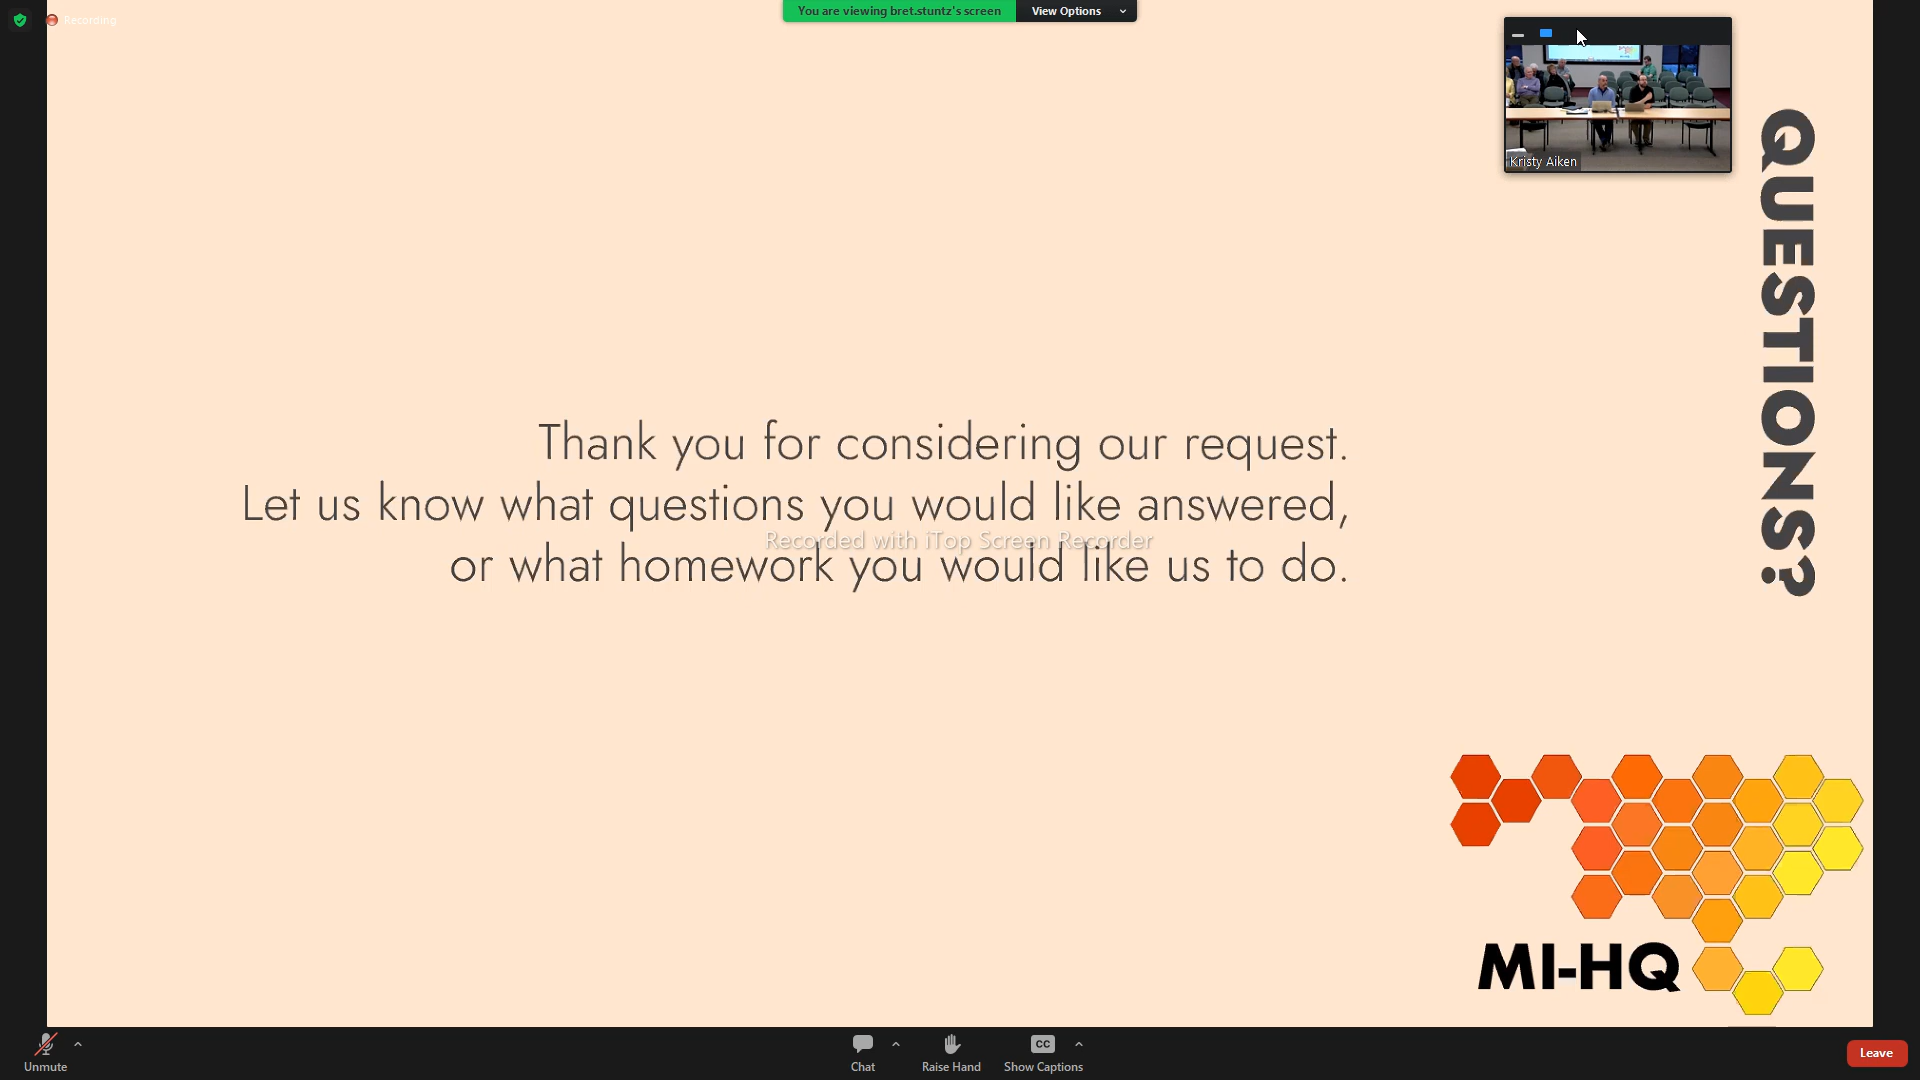 Recording
You are viewing bret.stuntz's screen
View Options
Kristy Aiken
QUESTIONS?
Thank you for considering our request.
Let us know what questions you would like answered,
Recorded with iTop Screen Recorder
or what homework you would like us to do.
MI-HQ
Unmute
Chat
Raise Hand
CC
Show Captions
Leave